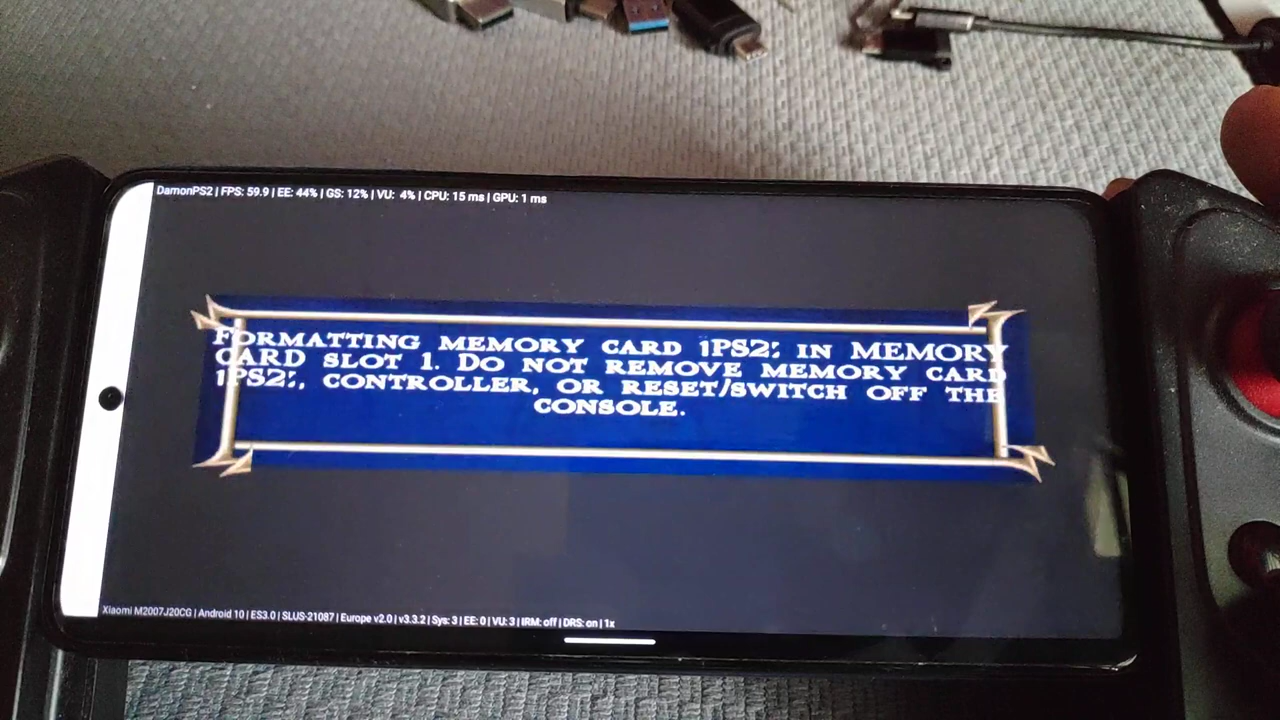 DamonPS2 | FPS: 59.9 | EE: 44% | GS: 12% | VU: 4% | CPU: 15 ms | GPU: 1 ms
FORMATTING MEMORY CARD 1PS2; IN MEMORY
CARD SLOT 1. DO NOT REMOVE MEMORY CARD
1PS2;, CONTROLLER, OR RESET/SWITCH OFF THE
CONSOLE.
Xiaomi M2007J20CG | Android 10 | ES3.0 | SLUS-21087 | Europe v2.0 | v3.3.2 | Sys: 3 | EE: 0 | VU: 3 | IRM: off | DRS: on | 1x